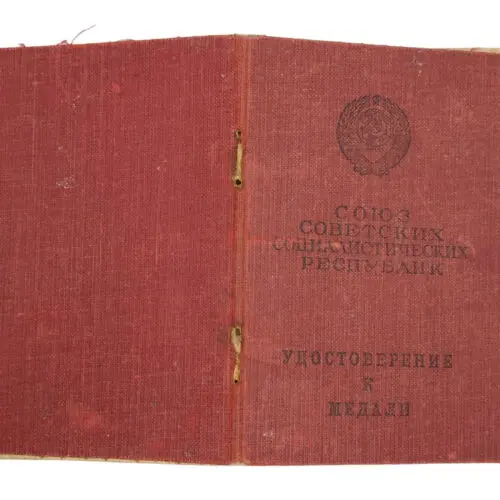 СОЮЗ
СОВЕТСКИХ
СОЦИАЛИСТИЧЕСКИХ
РЕСПУБЛИК
УДОСТОВЕРЕНИЕ
К
МЕДАЛИ